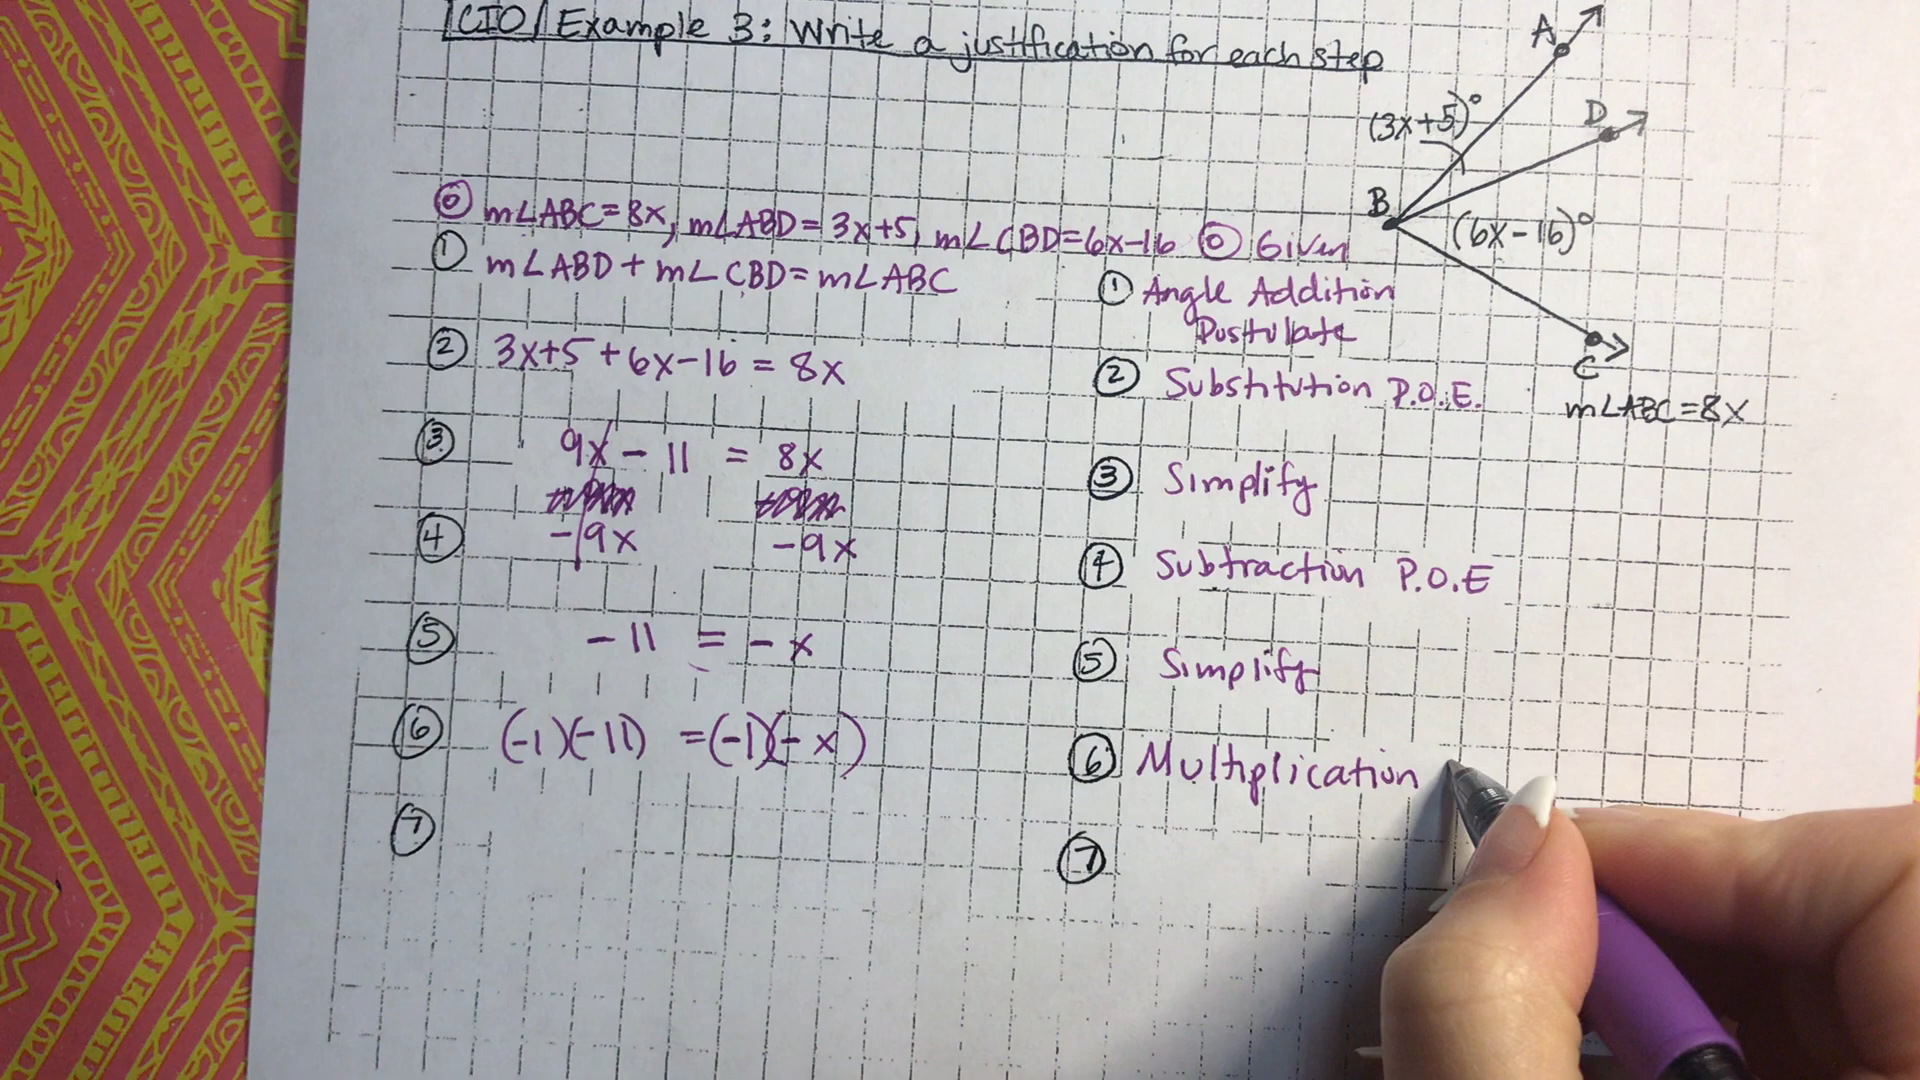 CIO/ Example 3: Write a justification for each step
A
(3x+5)°
D
B
(6x-16)°
C
m∠ABC=8x
⓪ m∠ABC=8x, m∠ABD=3x+5, m∠CBD=6x-16 ⓪ Given
① m∠ABD + m∠CBD = m∠ABC
① Angle Addition
Postulate
② 3x+5+6x-16=8x
② Substitution P.O.E.
③ 9x-11 = 8x
③ Simplify
④ -9x -9x
④ Subtraction P.O.E
⑤ -11 = -x
⑤ Simplify
⑥ (-1)(-11) =(-1)(-x)
⑥ Multiplication
⑦
⑦